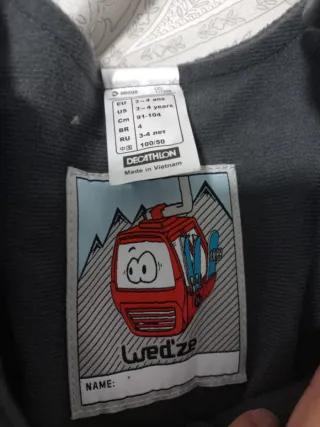 EU 3-4 ans
US 3-4 years
Cm 91-104
BR 4
RU 3-4 лет
中国 100/50
DECATHLON
Made in Vietnam
wed'ze
NAME: